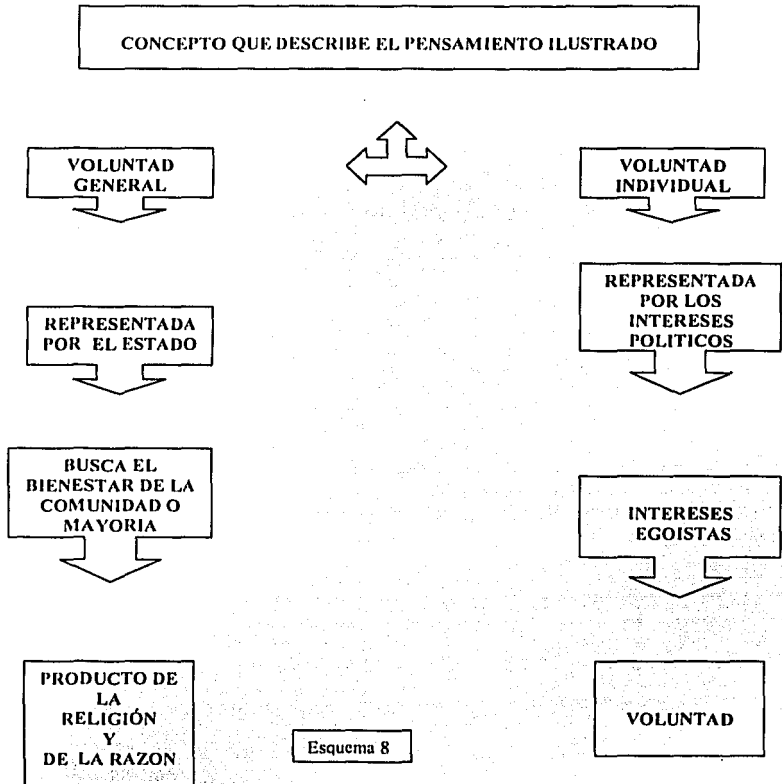 CONCEPTO QUE DESCRIBE EL PENSAMIENTO ILUSTRADO
VOLUNTAD
GENERAL
REPRESENTADA
POR EL ESTADO
BUSCA EL
BIENESTAR DE LA
COMUNIDAD O
MAYORIA
PRODUCTO DE
LA
RELIGIÓN
Y
DE LA RAZON
VOLUNTAD
INDIVIDUAL
REPRESENTADA
POR LOS
INTERESES
POLITICOS
INTERESES
EGOISTAS
VOLUNTAD
Esquema 8